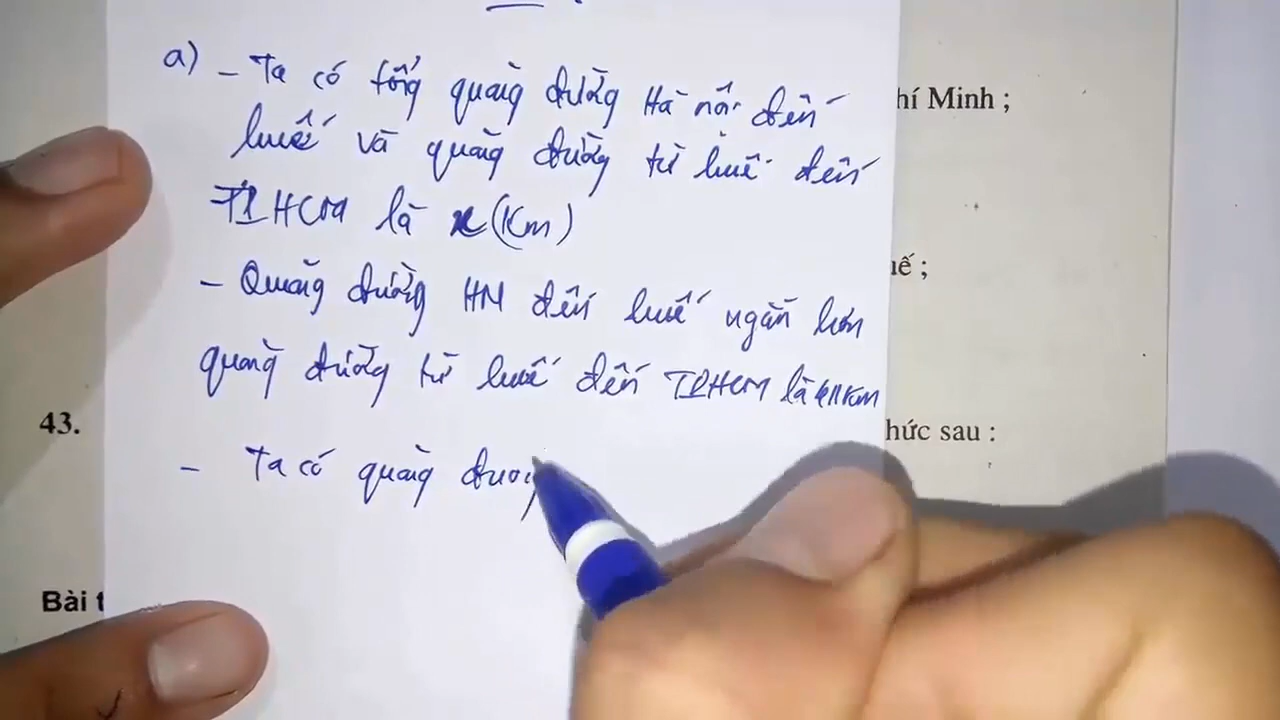 a) - Ta có tổng quãng đường Hà nội đến
hí Minh ;
huế và quãng đường từ huế đến
TPHCM là x (Km)
uế ;
- Quãng đường HN đến huế ngắn hơn
quãng đường từ huế đến TPHCM là 411Km
43.
hức sau :
- Ta có quãng đương
Bài t